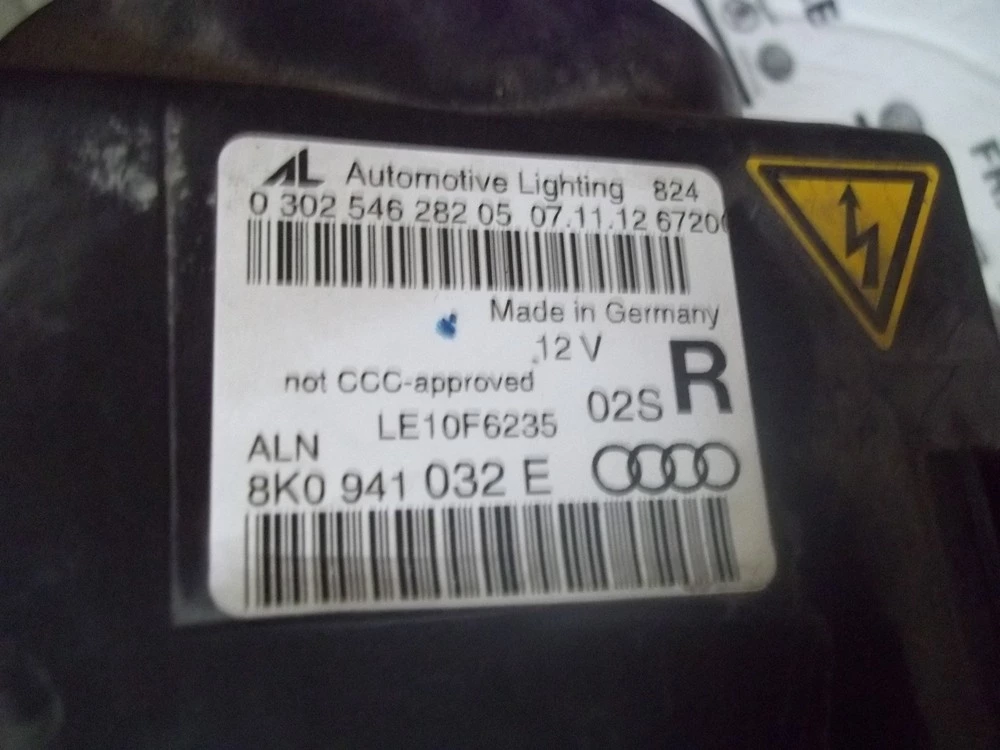 AL Automotive Lighting 824
0 302 546 282 05 07.11.12 6720
Made in Germany
12 V
not CCC-approved
02S R
LE10F6235
ALN
8K0 941 032 E